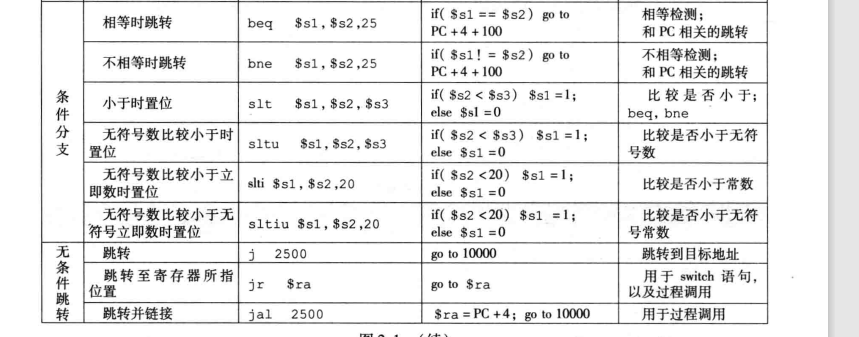 条件分支
相等时跳转
beq $s1,$s2,25
if( $s1 == $s2) go to
PC +4 +100
相等检测；
和 PC 相关的跳转
不相等时跳转
bne $s1,$s2,25
if( $s1! = $s2) go to
PC +4 +100
不相等检测；
和 PC 相关的跳转
小于时置位
slt $s1,$s2,$s3
if( $s2 < $s3) $s1 =1;
else $s1 =0
比较是否小于；
beq, bne
无符号数比较小于时
置位
sltu $s1,$s2,$s3
if( $s2 < $s3) $s1 =1;
else $s1 =0
比较是否小于无符
号数
无符号数比较小于立
即数时置位
slti $s1,$s2,20
if( $s2 <20) $s1 =1;
else $s1 =0
比较是否小于常数
无符号数比较小于无
符号立即数时置位
sltiu $s1,$s2,20
if( $s2 <20) $s1 =1;
else $s1 =0
比较是否小于无符
号常数
无条件跳转
跳转
j 2500
go to 10000
跳转到目标地址
跳转至寄存器所指
位置
jr $ra
go to $ra
用于 switch 语句，
以及过程调用
跳转并链接
jal 2500
$ra = PC +4; go to 10000
用于过程调用